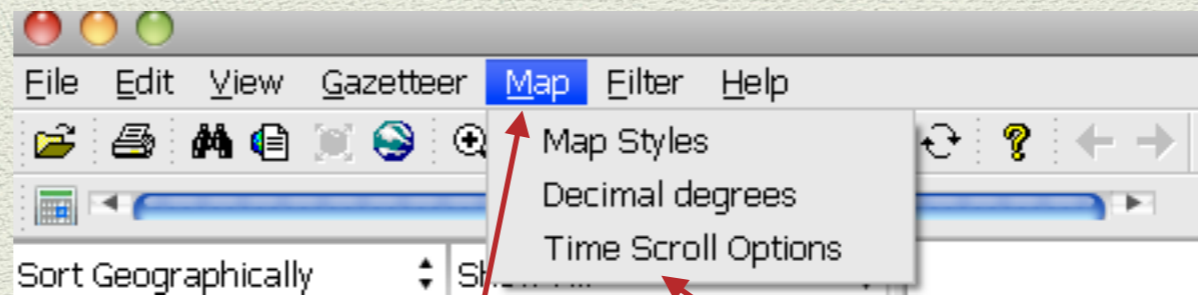 File Edit View Gazetteer Map Filter Help
Map Styles
Decimal degrees
Time Scroll Options
Sort Geographically